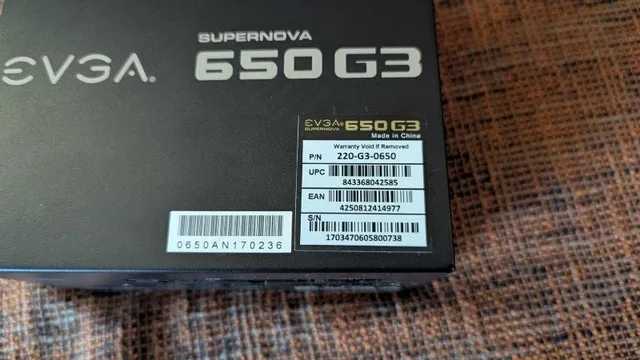 SUPERNOVA
EVGA. 650 G3
EVGA® SUPERNOVA 650 G3
Made in China
Warranty Void If Removed
P/N 220-G3-0650
UPC
843368042585
EAN
4250812414977
S/N
1703470605800738
0650AN170236